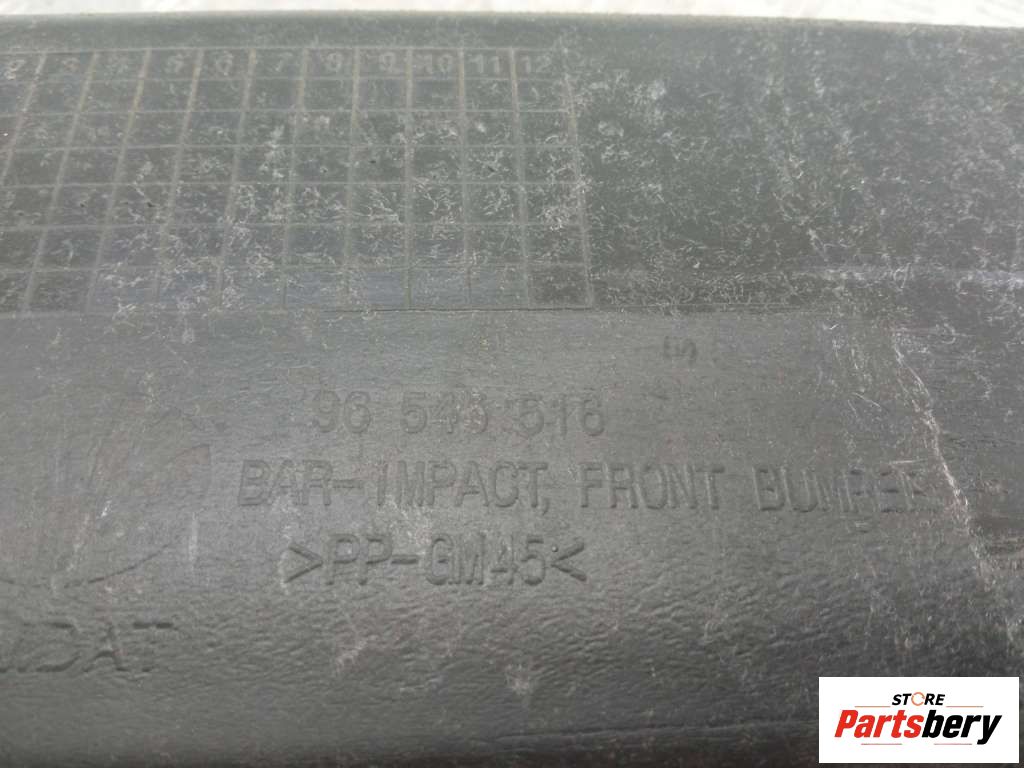 2 3 4 5 6 7 8 9 10 11 12
96 543 516
BAR-IMPACT, FRONT BUMPER
>PP-GM45<
STORE
Partsbery